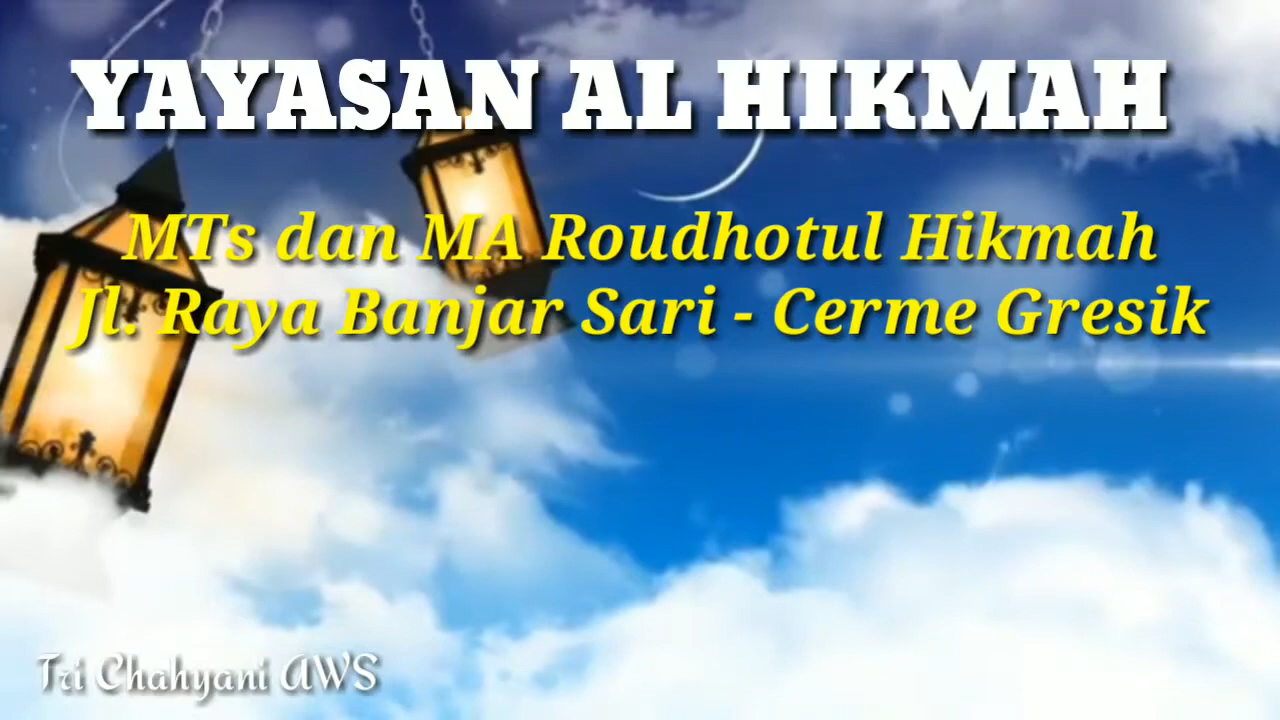 YAYASAN AL HIKMAH
MTs dan MA Roudhotul Hikmah
Jl. Raya Banjar Sari - Cerme Gresik
Tri Chahyani AWS